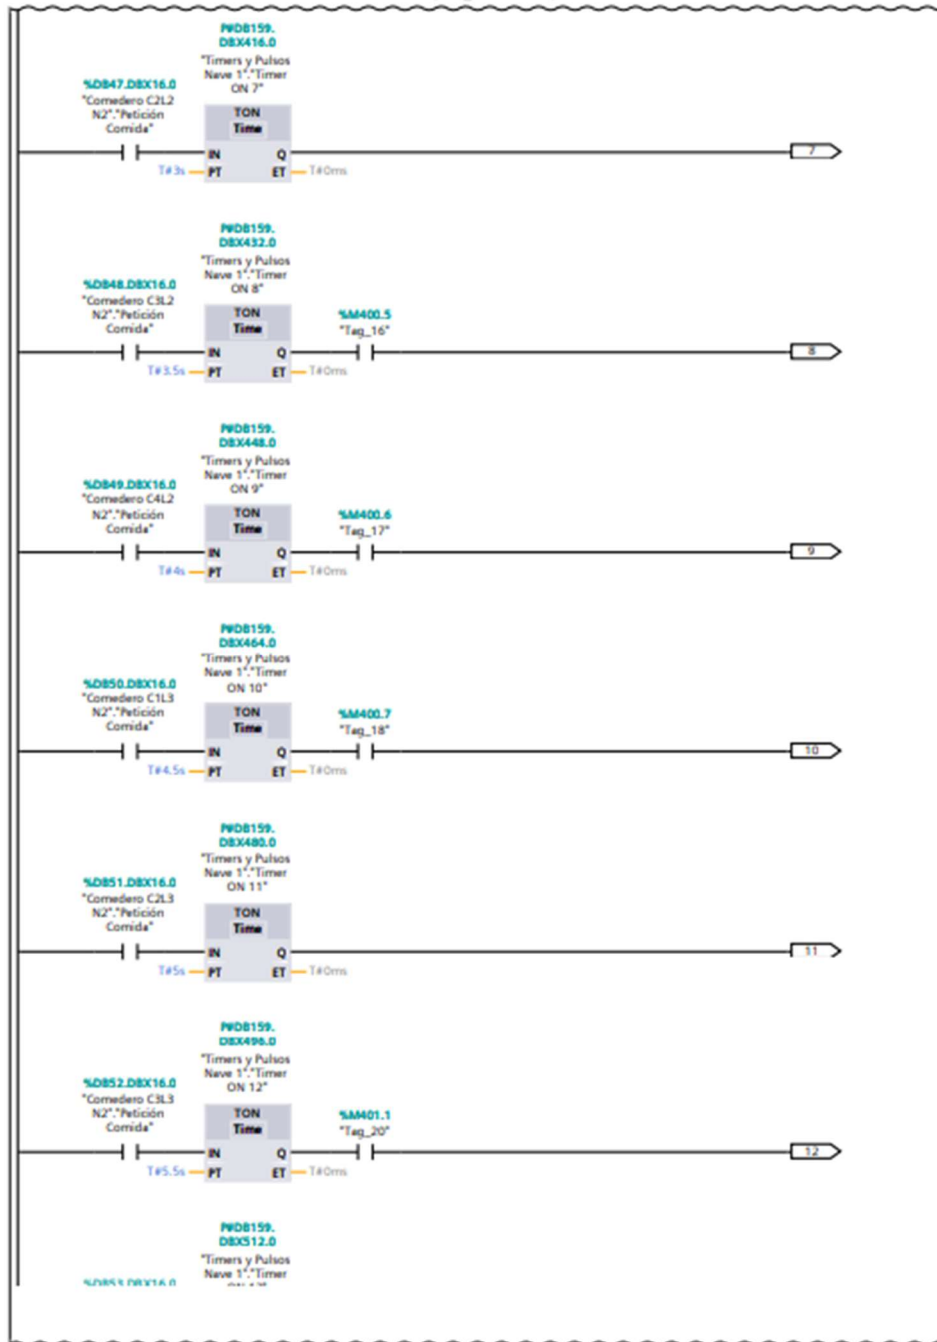 P#DB159.
DBX416.0
"Timers y Pulsos
Nave 1"."Timer
ON 7"
%DB47.DBX16.0
"Comedero C2L2
N2"."Petición
Comida"
TON
Time
IN Q
7
T#3s PT ET T#0ms
P#DB159.
DBX432.0
"Timers y Pulsos
Nave 1"."Timer
ON 8"
%DB48.DBX16.0
"Comedero C3L2
N2"."Petición
Comida"
TON
Time
%M400.5
"Tag_16"
IN Q
8
T#3.5s PT ET T#0ms
P#DB159.
DBX448.0
"Timers y Pulsos
Nave 1"."Timer
ON 9"
%DB49.DBX16.0
"Comedero C4L2
N2"."Petición
Comida"
TON
Time
%M400.6
"Tag_17"
IN Q
9
T#4s PT ET T#0ms
P#DB159.
DBX464.0
"Timers y Pulsos
Nave 1"."Timer
ON 10"
%DB50.DBX16.0
"Comedero C1L3
N2"."Petición
Comida"
TON
Time
%M400.7
"Tag_18"
IN Q
10
T#4.5s PT ET T#0ms
P#DB159.
DBX480.0
"Timers y Pulsos
Nave 1"."Timer
ON 11"
%DB51.DBX16.0
"Comedero C2L3
N2"."Petición
Comida"
TON
Time
IN Q
11
T#5s PT ET T#0ms
P#DB159.
DBX496.0
"Timers y Pulsos
Nave 1"."Timer
ON 12"
%DB52.DBX16.0
"Comedero C3L3
N2"."Petición
Comida"
TON
Time
%M401.1
"Tag_20"
IN Q
12
T#5.5s PT ET T#0ms
P#DB159.
DBX512.0
"Timers y Pulsos
Nave 1"."Timer
%DB53.DBX16.0